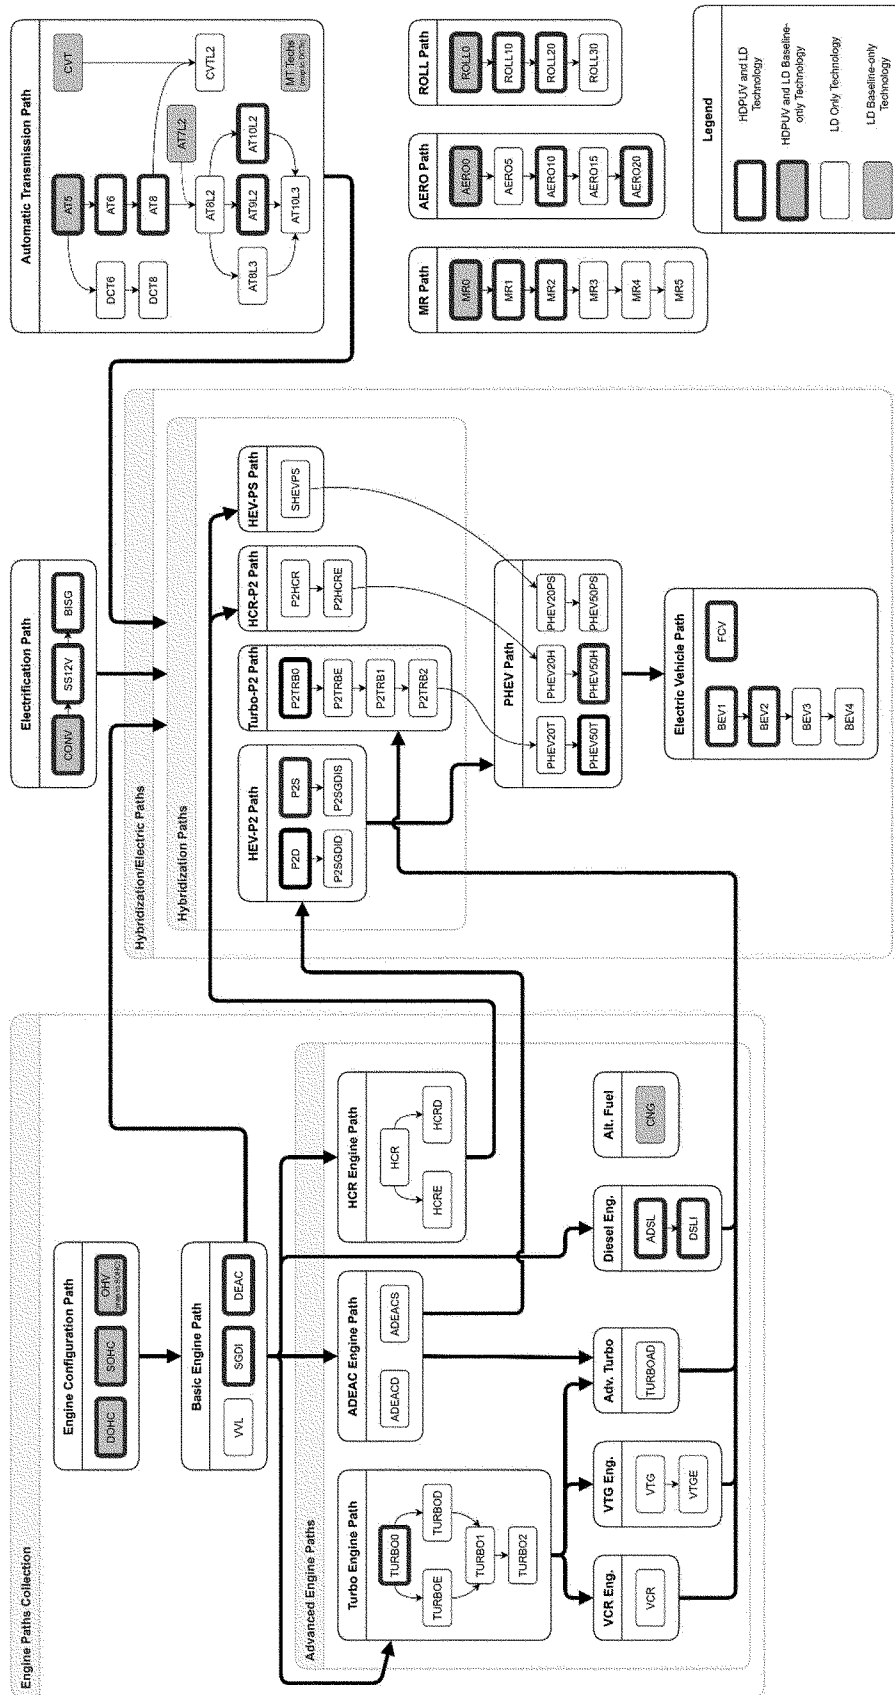 Engine Paths Collection
Engine Configuration Path
DOHC
SOHC
OHV
(maps to SOHC)
Basic Engine Path
VVL
SGDI
DEAC
Advanced Engine Paths
Turbo Engine Path
TURBO0
TURBOE
TURBOD
TURBO1
TURBO2
ADEAC Engine Path
ADEACD
ADEACS
HCR Engine Path
HCR
HCRE
HCRD
VCR Eng.
VCR
VTG Eng.
VTG
VTGE
Adv. Turbo
TURBOAD
Diesel Eng.
ADSL
DSLI
Alt. Fuel
CNG
Electrification Path
CONV
SS12V
BISG
Hybridization/Electric Paths
Hybridization Paths
HEV-P2 Path
P2D
P2S
P2SGDID
P2SGDIS
Turbo-P2 Path
P2TRB0
P2TRBE
P2TRB1
P2TRB2
HCR-P2 Path
P2HCR
P2HCRE
HEV-PS Path
SHEVPS
PHEV Path
PHEV20T
PHEV20H
PHEV20PS
PHEV50T
PHEV50H
PHEV50PS
Electric Vehicle Path
BEV1
FCV
BEV2
BEV3
BEV4
Automatic Transmission Path
AT5
CVT
DCT6
AT6
DCT8
AT8
AT7L2
CVTL2
AT8L2
AT8L3
AT9L2
AT10L2
AT10L3
MT Techs
(maps to DCTs)
MR Path
MR0
MR1
MR2
MR3
MR4
MR5
AERO Path
AERO0
AERO5
AERO10
AERO15
AERO20
ROLL Path
ROLL0
ROLL10
ROLL20
ROLL30
Legend
HDPUV and LD
Technology
HDPUV and LD Baseline-
only Technology
LD Only Technology
LD Baseline-only
Technology